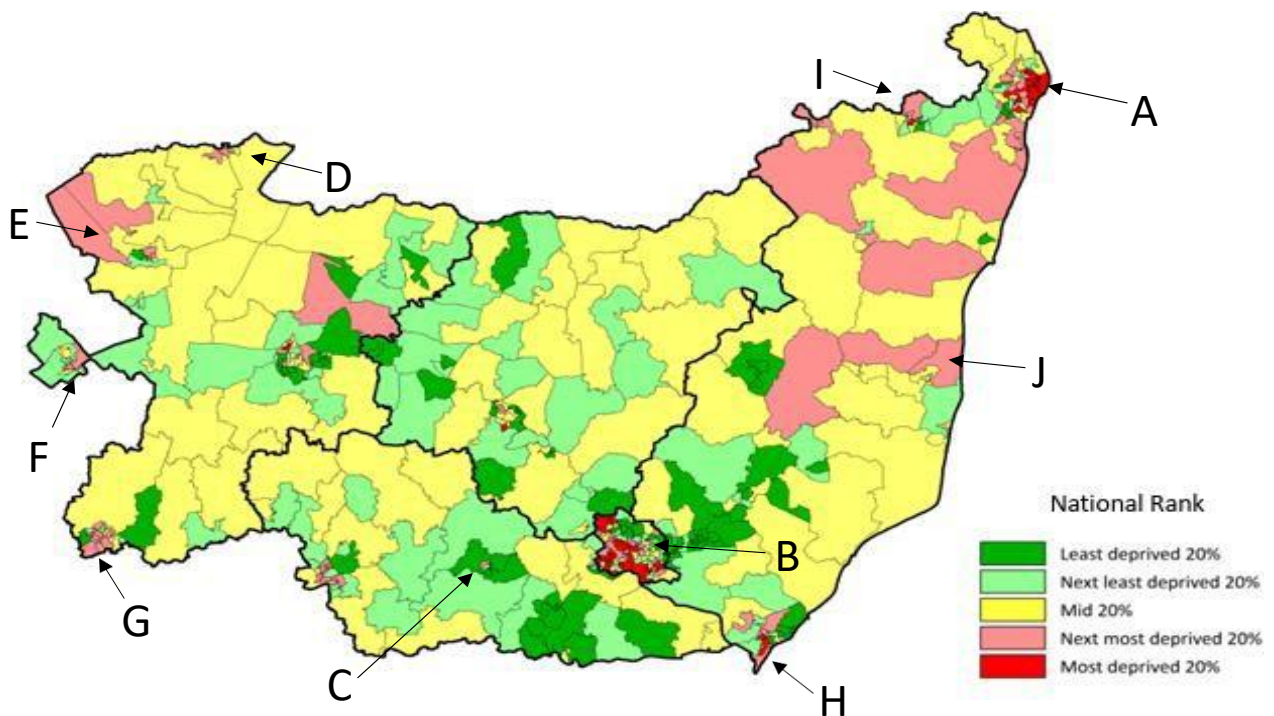 I
A
D
E
J
F
B
G
C
H
National Rank
Least deprived 20%
Next least deprived 20%
Mid 20%
Next most deprived 20%
Most deprived 20%